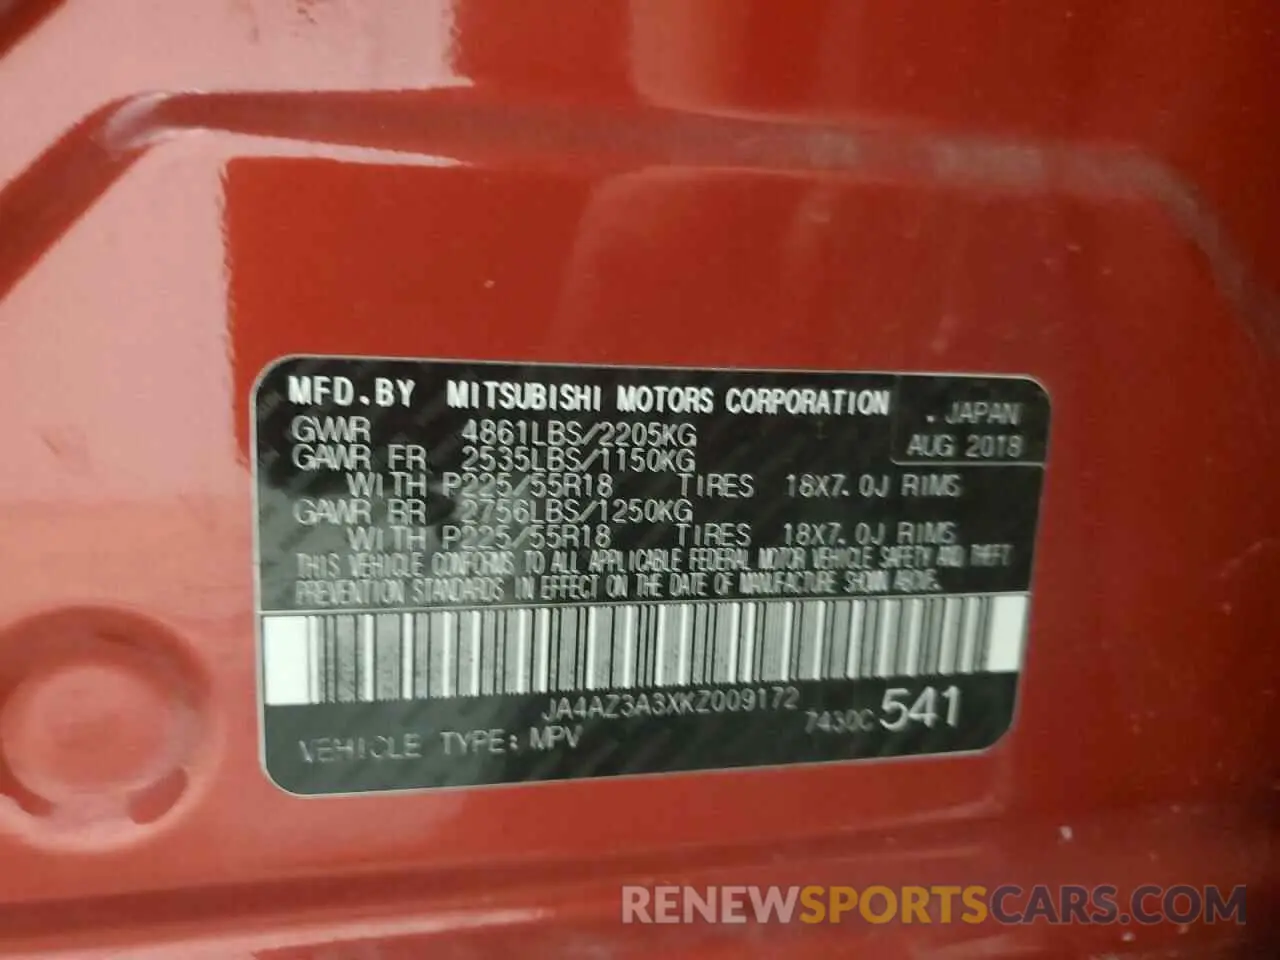 MFD.BY MITSUBISHI MOTORS CORPORATION
. JAPAN
AUG 2018
GVWR 4861LBS/2205KG
GAWR FR 2535LBS/1150KG
WITH P225/55R18 TIRES 18X7.0J RIMS
GAWR RR 2756LBS/1250KG
WITH P225/55R18 TIRES 18X7.0J RIMS
THIS VEHICLE CONFORMS TO ALL APPLICABLE FEDERAL MOTOR VEHICLE SAFETY AND THEFT
PREVENTION STANDARDS IN EFFECT ON THE DATE OF MANUFACTURE SHOWN ABOVE.
JA4AZ3A3XKZ009172
7430C 541
VEHICLE TYPE: MPV
RENEWSPORTSCARS.COM